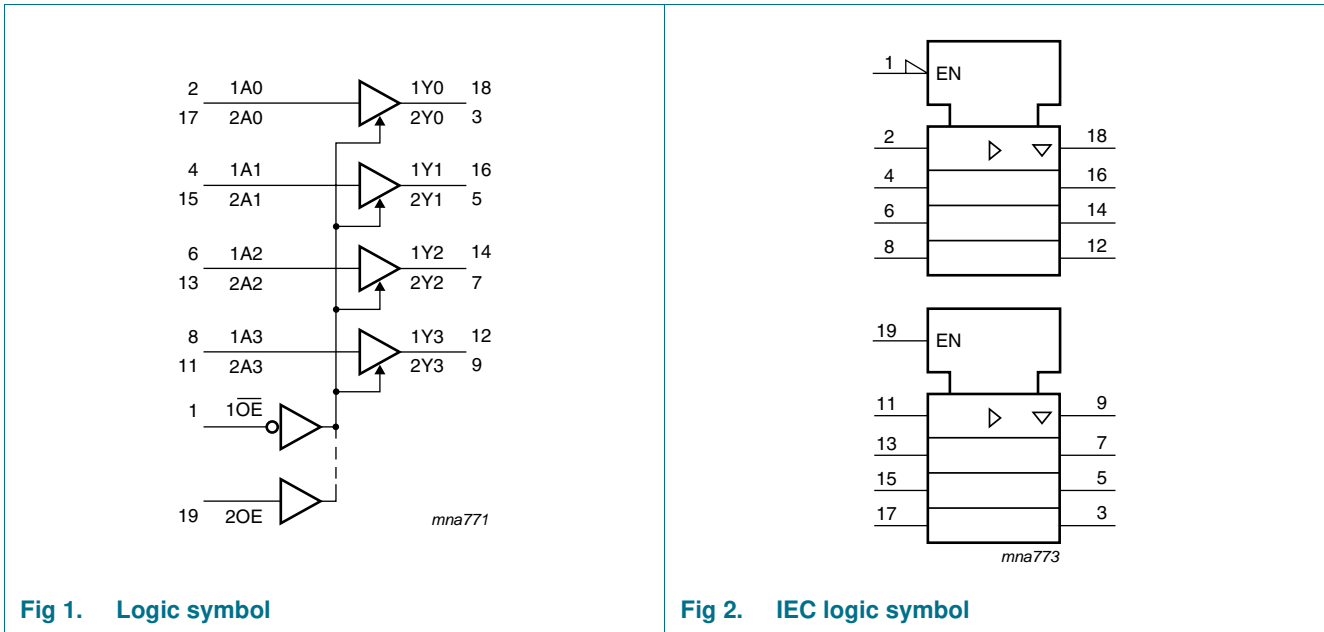 2 1A0 1Y0 18
17 2A0 2Y0 3
4 1A1 1Y1 16
15 2A1 2Y1 5
6 1A2 1Y2 14
13 2A2 2Y2 7
8 1A3 1Y3 12
11 2A3 2Y3 9
1 1O̅E̅
19 2OE
mna771
Fig 1. Logic symbol
1 EN
2 18
4 16
6 14
8 12
19 EN
11 9
13 7
15 5
17 3
mna773
Fig 2. IEC logic symbol